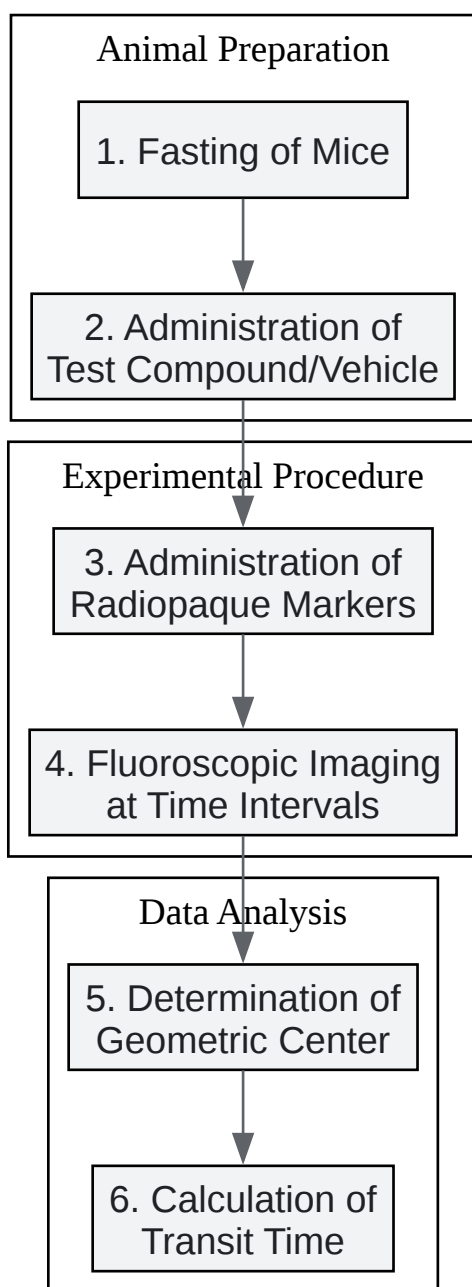 Animal Preparation
1. Fasting of Mice
2. Administration of
Test Compound/Vehicle
Experimental Procedure
3. Administration of
Radiopaque Markers
4. Fluoroscopic Imaging
at Time Intervals
Data Analysis
5. Determination of
Geometric Center
6. Calculation of
Transit Time